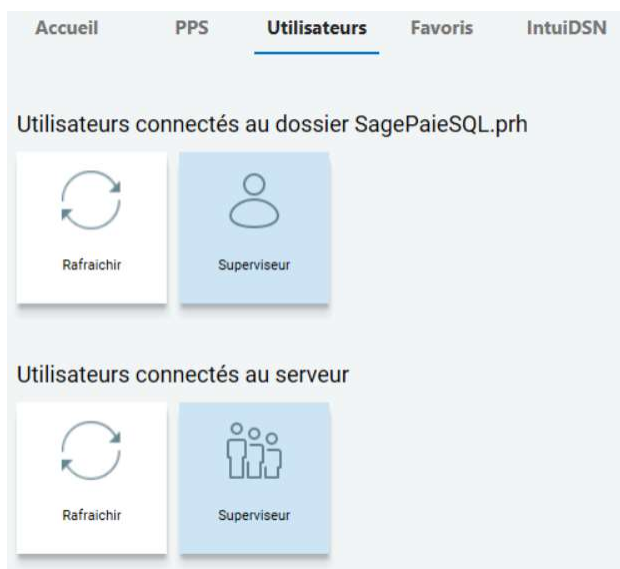 Accueil PPS Utilisateurs Favoris IntuiDSN
Utilisateurs connectés au dossier SagePaieSQL.prh
Rafraichir Superviseur
Utilisateurs connectés au serveur
Rafraichir Superviseur